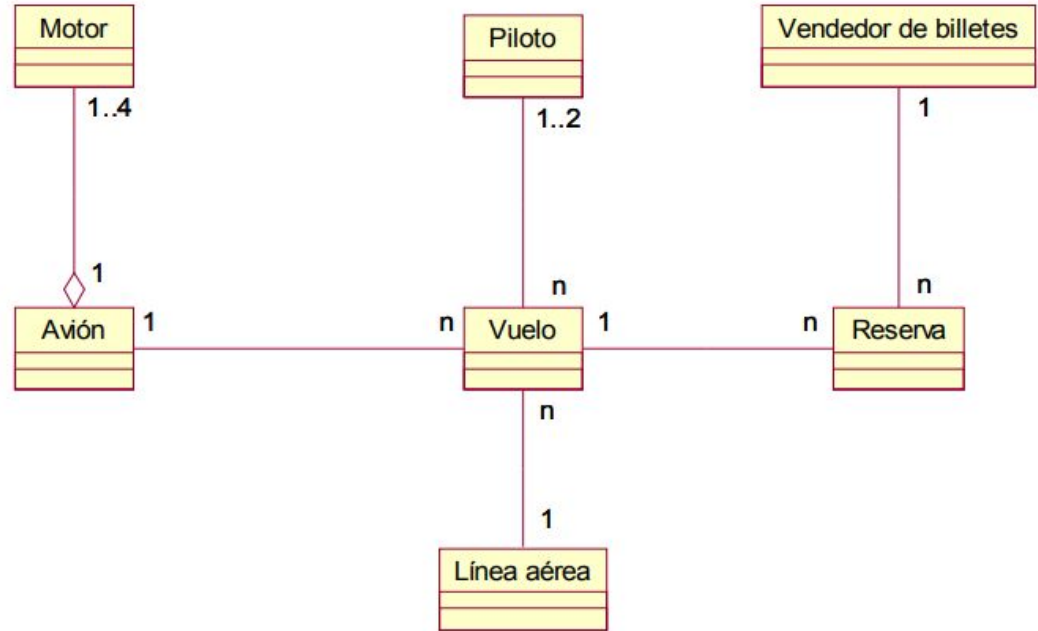 Motor
Piloto
Vendedor de billetes
1..4
1..2
1
1
n
n
Avión
1
n
Vuelo
1
n
Reserva
n
1
Línea aérea